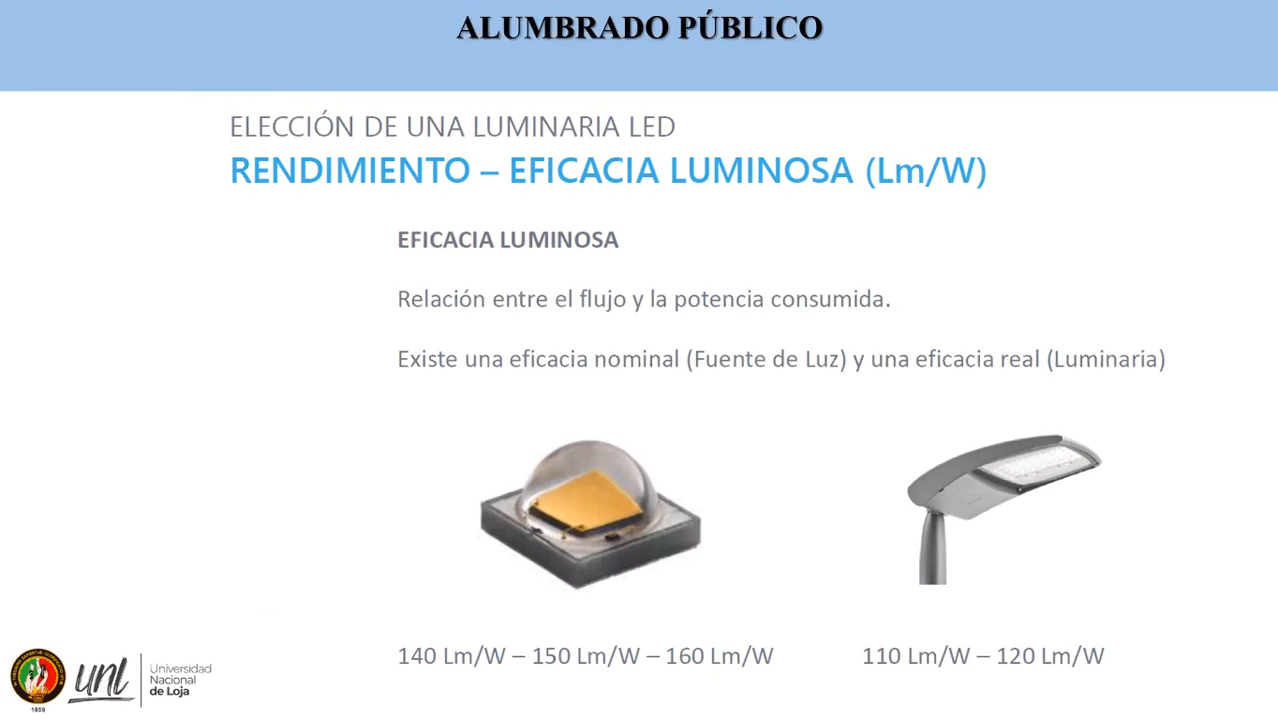 ALUMBRADO PÚBLICO
ELECCIÓN DE UNA LUMINARIA LED
RENDIMIENTO – EFICACIA LUMINOSA (Lm/W)
EFICACIA LUMINOSA
Relación entre el flujo y la potencia consumida.
Existe una eficacia nominal (Fuente de Luz) y una eficacia real (Luminaria)
140 Lm/W – 150 Lm/W – 160 Lm/W
110 Lm/W – 120 Lm/W
1859
unl
Universidad
Nacional
de Loja